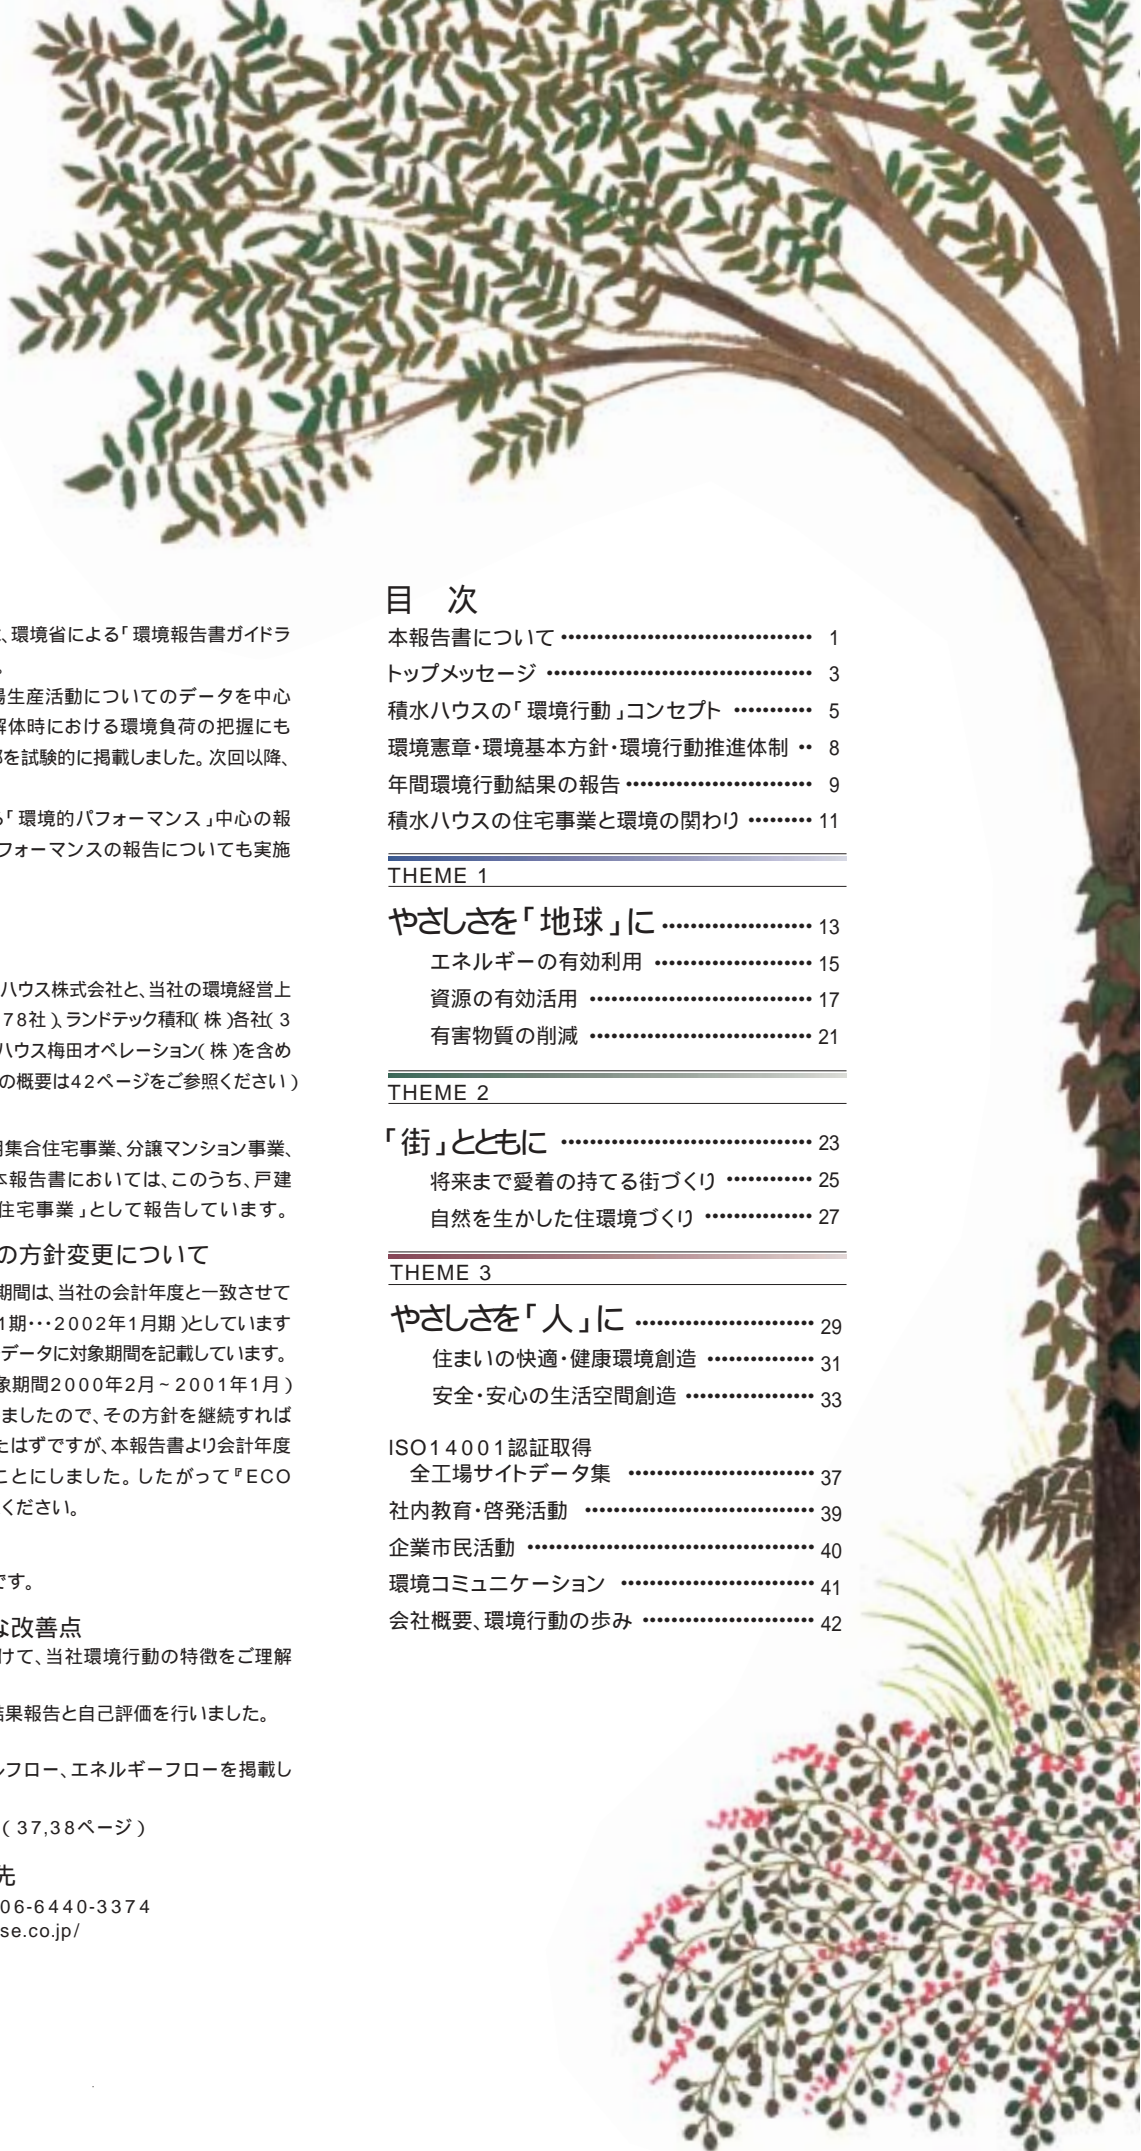 、環境省による「環境報告書ガイドラ
。
場生産活動についてのデータを中心
解体時における環境負荷の把握にも
を試験的に掲載しました。次回以降、
「環境的パフォーマンス」中心の報
フォーマンスの報告についても実施
ハウス株式会社と、当社の環境経営上
78社)、ランドテック積和(株)各社(3
ハウス梅田オペレーション(株)を含め
の概要は42ページをご参照ください)
集合住宅事業、分譲マンション事業、
本報告書においては、このうち、戸建
住宅事業」として報告しています。
の方針変更について
期間は、当社の会計年度と一致させて
1期・・・2002年1月期)としています
データに対象期間を記載しています。
象期間2000年2月~2001年1月)
ましたので、その方針を継続すれば
たはずですが、本報告書より会計年度
ことにしました。したがって『ECO
ください。
です。
な改善点
けて、当社環境行動の特徴をご理解
結果報告と自己評価を行いました。
フロー、エネルギーフローを掲載し
(37,38ページ)
先
06-6440-3374
se.co.jp/
目 次
本報告書について ・・・・・・ 1
トップメッセージ ・・・・・・ 3
積水ハウスの「環境行動」コンセプト ・・・・・・ 5
環境憲章・環境基本方針・環境行動推進体制 ・・ 8
年間環境行動結果の報告 ・・・・・・ 9
積水ハウスの住宅事業と環境の関わり ・・・・・・ 11
THEME 1
やさしさを「地球」に ・・・・・・ 13
エネルギーの有効利用 ・・・・・・ 15
資源の有効活用 ・・・・・・ 17
有害物質の削減 ・・・・・・ 21
THEME 2
「街」とともに ・・・・・・ 23
将来まで愛着の持てる街づくり ・・・・・・ 25
自然を生かした住環境づくり ・・・・・・ 27
THEME 3
やさしさを「人」に ・・・・・・ 29
住まいの快適・健康環境創造 ・・・・・・ 31
安全・安心の生活空間創造 ・・・・・・ 33
ISO14001認証取得
全工場サイトデータ集 ・・・・・・ 37
社内教育・啓発活動 ・・・・・・ 39
企業市民活動 ・・・・・・ 40
環境コミュニケーション ・・・・・・ 41
会社概要、環境行動の歩み ・・・・・・ 42